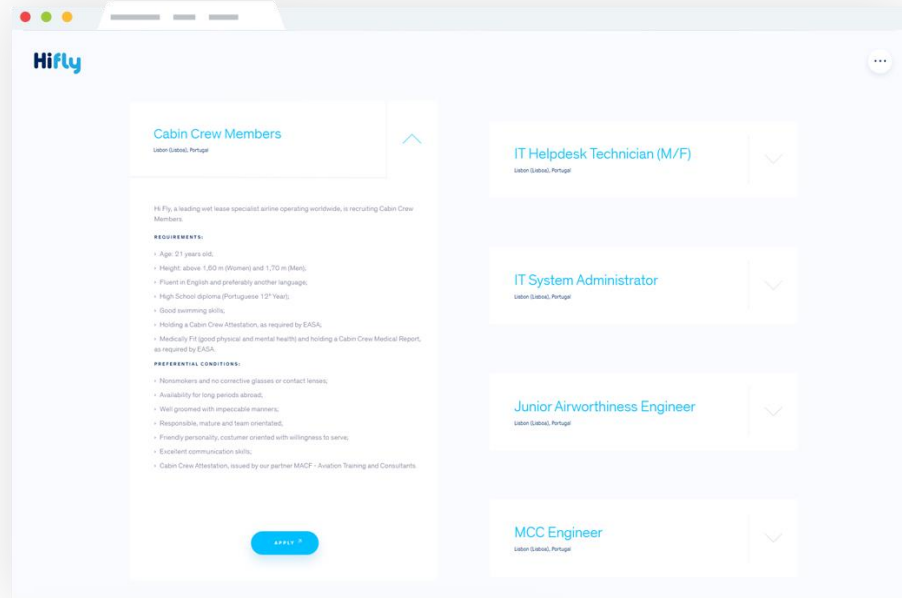 Hifly
Cabin Crew Members
Lisbon (Lisboa), Portugal
Hi Fly, a leading wet lease specialist airline operating worldwide, is recruiting Cabin Crew
Members.
REQUIREMENTS:
• Age: 21 years old;
• Height: above 1,60 m (Women) and 1,70 m (Men);
• Fluent in English and preferably another language;
• High School diploma (Portuguese 12º Year);
• Good swimming skills;
• Holding a Cabin Crew Attestation, as required by EASA;
• Medically Fit (good physical and mental health) and holding a Cabin Crew Medical Report,
as required by EASA.
PREFERENTIAL CONDITIONS:
• Nonsmokers and no corrective glasses or contact lenses;
• Availability for long periods abroad;
• Well groomed with impeccable manners;
• Responsible, mature and team orientated;
• Friendly personality, costumer oriented with willingness to serve;
• Excellent communication skills;
• Cabin Crew Attestation, issued by our partner MACF - Aviation Training and Consultants.
APPLY
IT Helpdesk Technician (M/F)
Lisbon (Lisboa), Portugal
IT System Administrator
Lisbon (Lisboa), Portugal
Junior Airworthiness Engineer
Lisbon (Lisboa), Portugal
MCC Engineer
Lisbon (Lisboa), Portugal